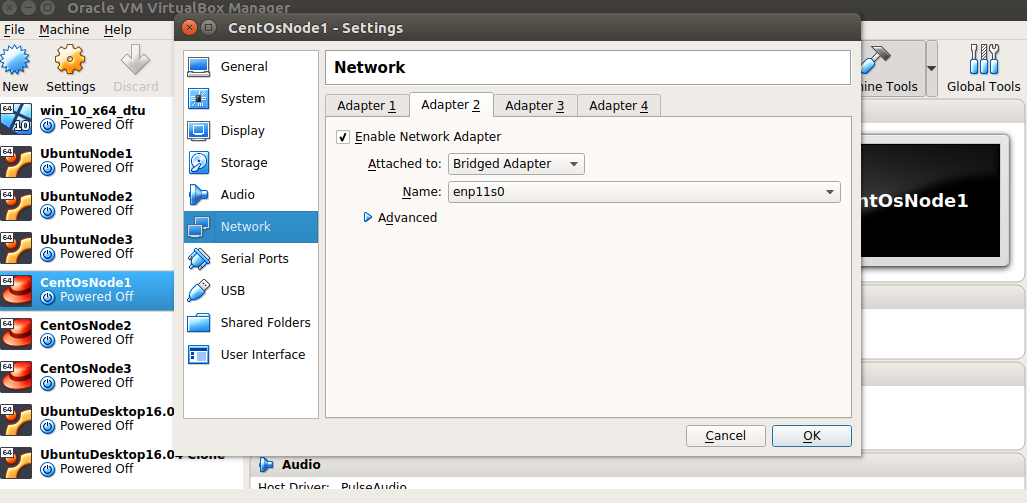 Oracle VM VirtualBox Manager
File Machine Help
New Settings Discard
win_10_x64_dtu
Powered Off
UbuntuNode1
Powered Off
UbuntuNode2
Powered Off
UbuntuNode3
Powered Off
CentOsNode1
Powered Off
CentOsNode2
Powered Off
CentOsNode3
Powered Off
UbuntuDesktop16.0
Powered Off
UbuntuDesktop16.04 Clone
Powered Off
CentOsNode1 - Settings
General
System
Display
Storage
Audio
Network
Serial Ports
USB
Shared Folders
User Interface
Network
Adapter 1 Adapter 2 Adapter 3 Adapter 4
Enable Network Adapter
Attached to: Bridged Adapter
Name: enp11s0
Advanced
Cancel OK
ine Tools Global Tools
ntOsNode1
Audio
Host Driver: PulseAudio